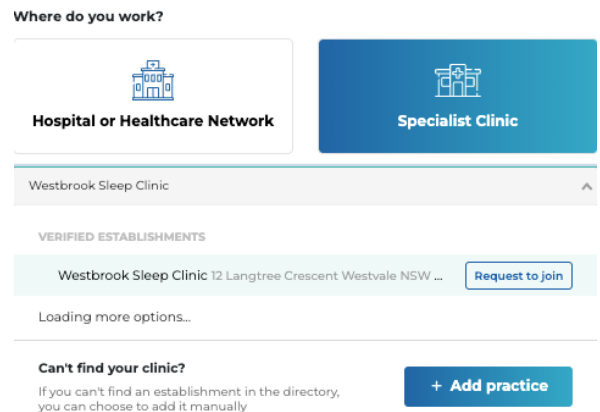 Where do you work?
Hospital or Healthcare Network
Specialist Clinic
Westbrook Sleep Clinic
VERIFIED ESTABLISHMENTS
Westbrook Sleep Clinic 12 Langtree Crescent Westvale NSW ... Request to join
Loading more options...
Can't find your clinic?
If you can't find an establishment in the directory,
you can choose to add it manually
+ Add practice